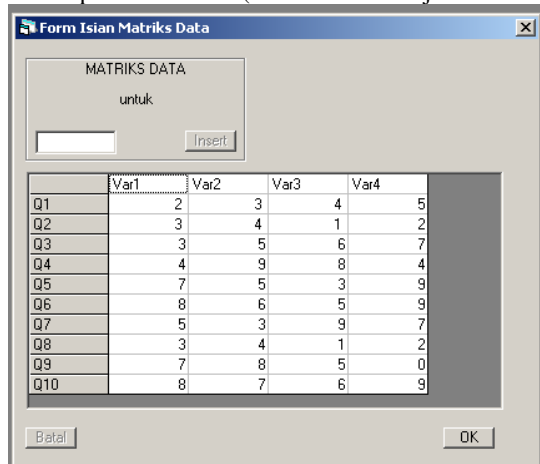 Form Isian Matriks Data
MATRIKS DATA
untuk
Insert
Var1 Var2 Var3 Var4
Q1 2 3 4 5
Q2 3 4 1 2
Q3 3 5 6 7
Q4 4 9 8 4
Q5 7 5 3 9
Q6 8 6 5 9
Q7 5 3 9 7
Q8 3 4 1 2
Q9 7 8 5 0
Q10 8 7 6 9
Batal OK